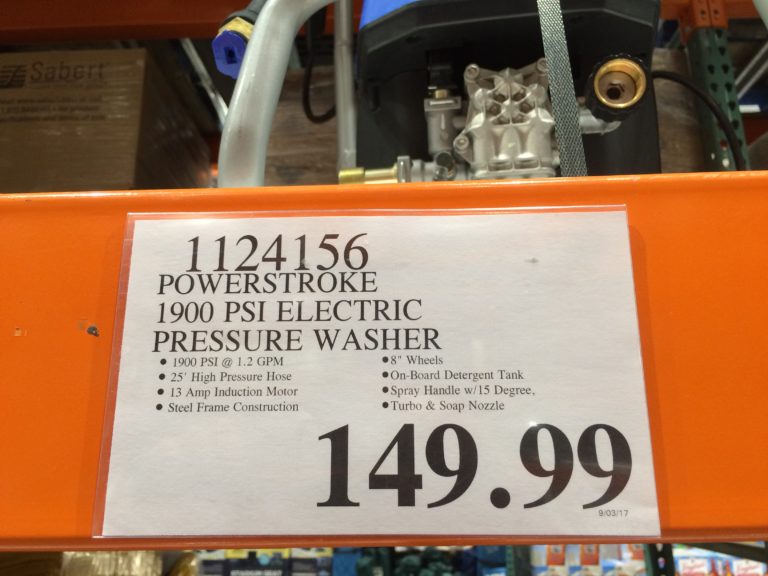 Sabert
1124156
POWERSTROKE
1900 PSI ELECTRIC
PRESSURE WASHER
• 1900 PSI @ 1.2 GPM
• 25' High Pressure Hose
• 13 Amp Induction Motor
• Steel Frame Construction
• 8" Wheels
• On-Board Detergent Tank
• Spray Handle w/15 Degree,
• Turbo & Soap Nozzle
149.99
9/03/17